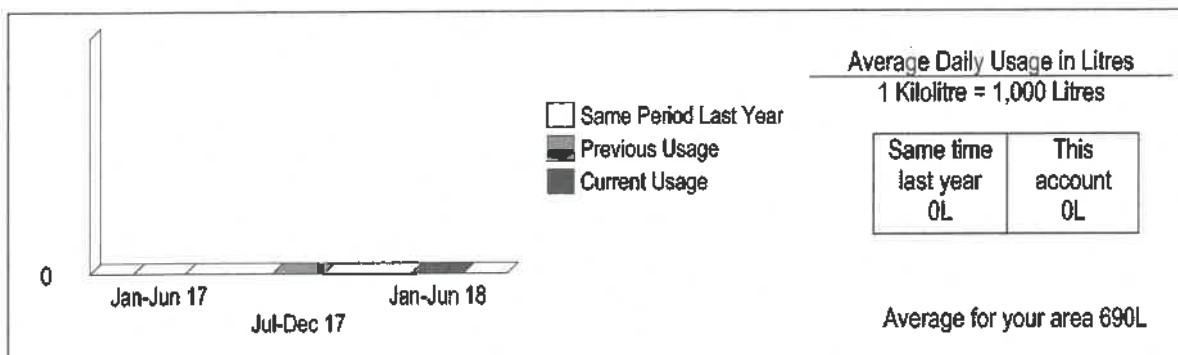 0
Jan-Jun 17
Jul-Dec 17
Jan-Jun 18
Same Period Last Year
Previous Usage
Current Usage
Average Daily Usage in Litres
1 Kilolitre = 1,000 Litres
Same time
last year
0L
This
account
0L
Average for your area 690L